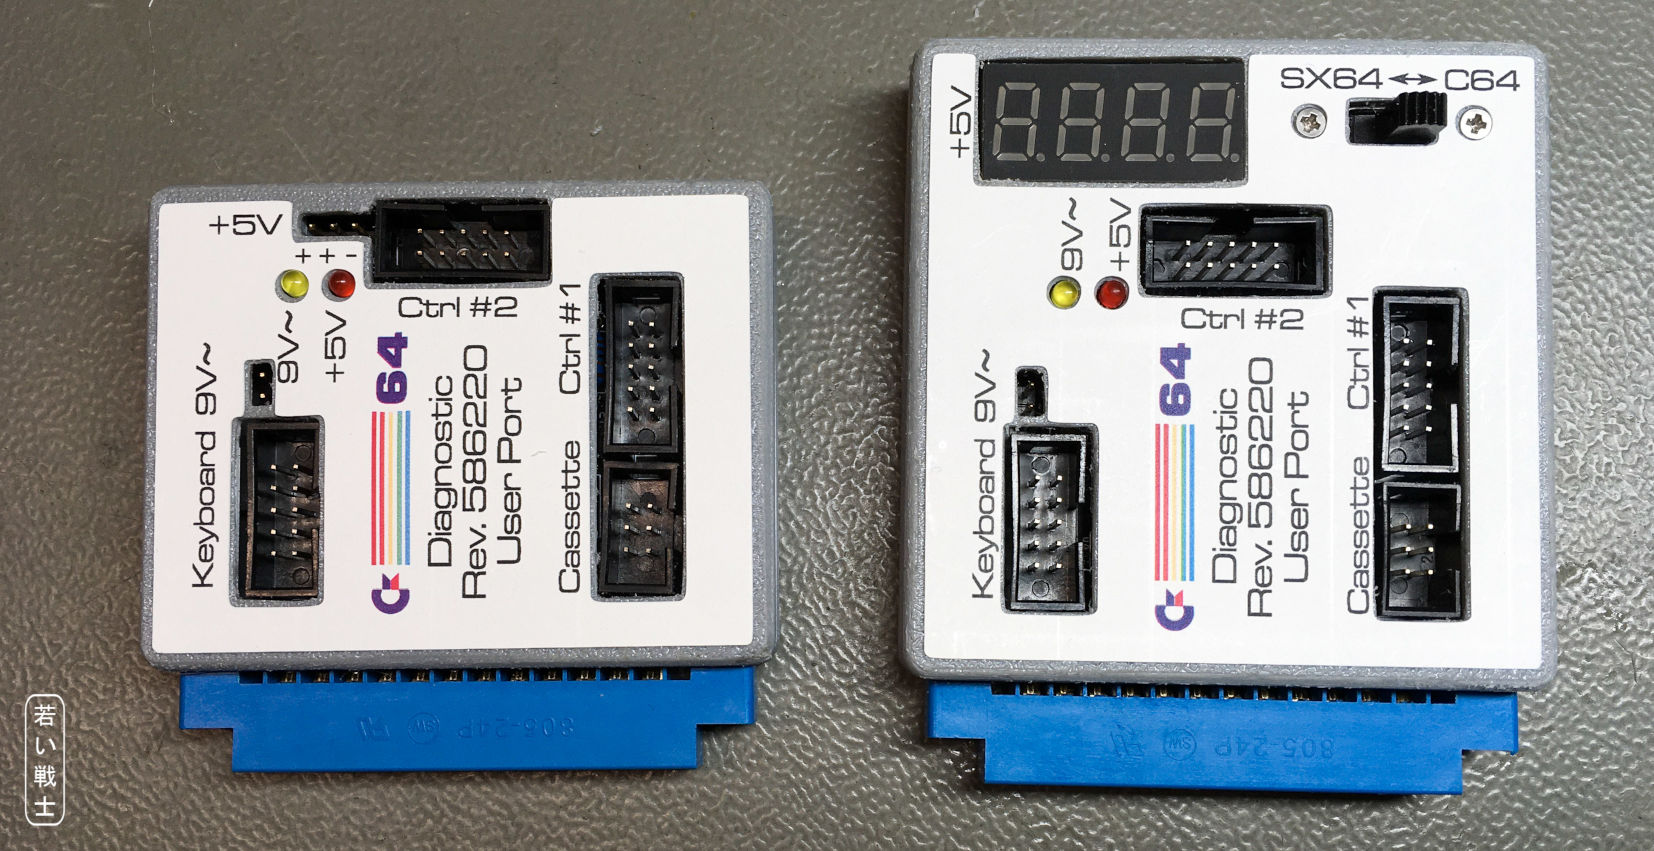 +5V
+ + -
9V~
+5V
Ctrl #2
Ctrl #1
Keyboard 9V~
64
Diagnostic
Rev. 586220
User Port
Cassette
805-24P
SW
+5V
SX64↔C64
9V~
+5V
Ctrl #2
Ctrl #1
Keyboard 9V~
64
Diagnostic
Rev. 586220
User Port
Cassette
805-24P
SW
若い戦士